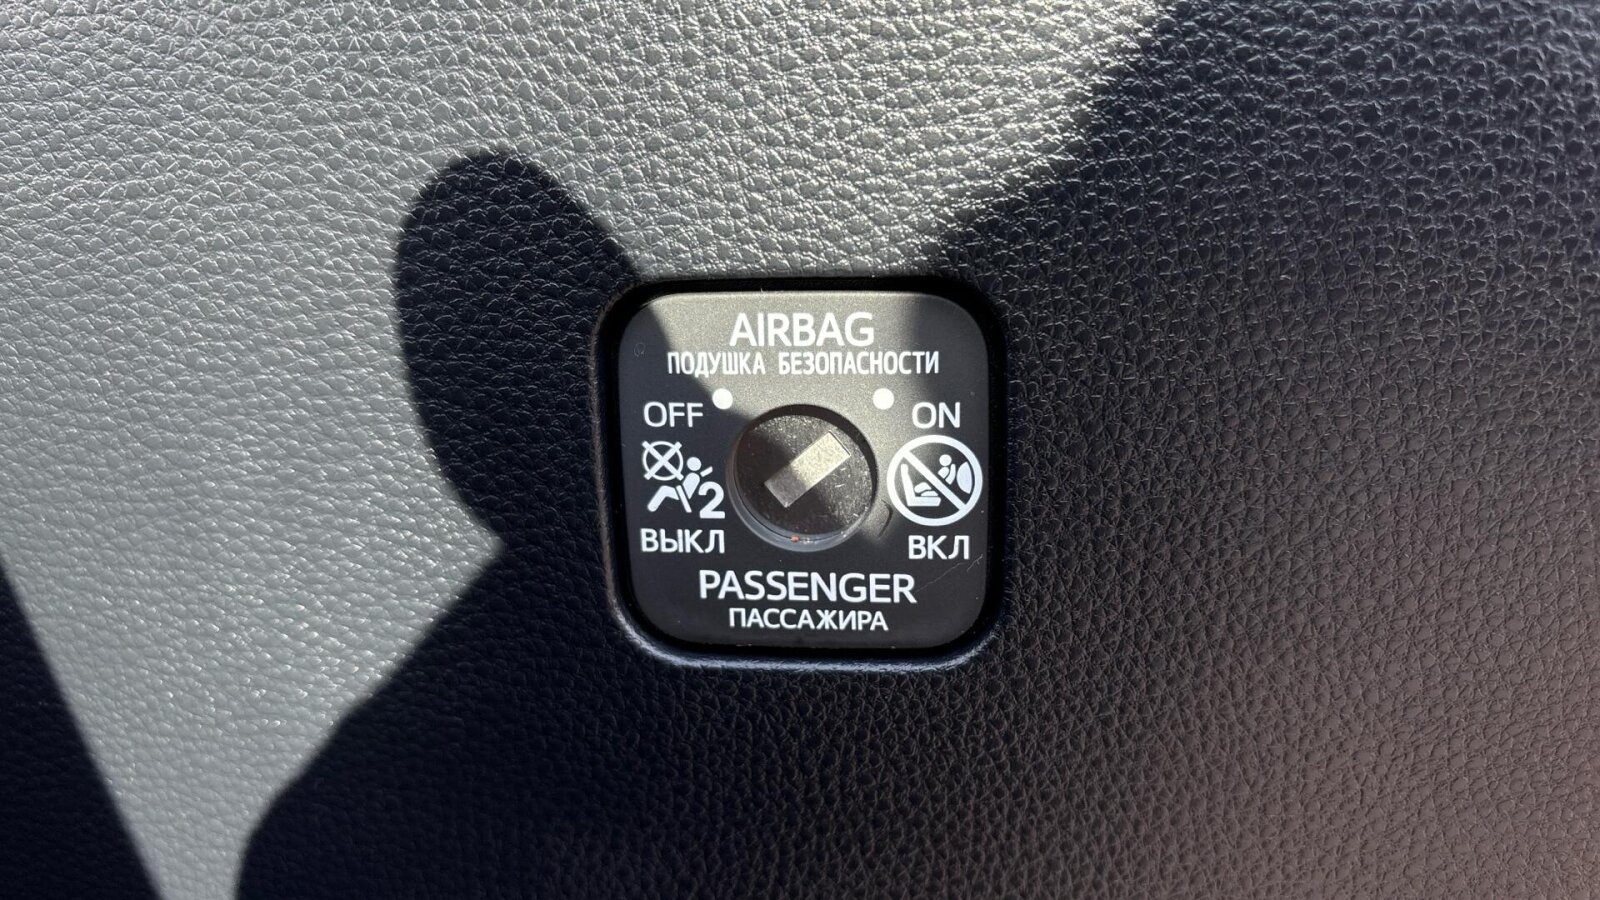 AIRBAG
ПОДУШКА БЕЗОПАСНОСТИ
OFF ON
2
ВЫКЛ ВКЛ
PASSENGER
ПАССАЖИРА